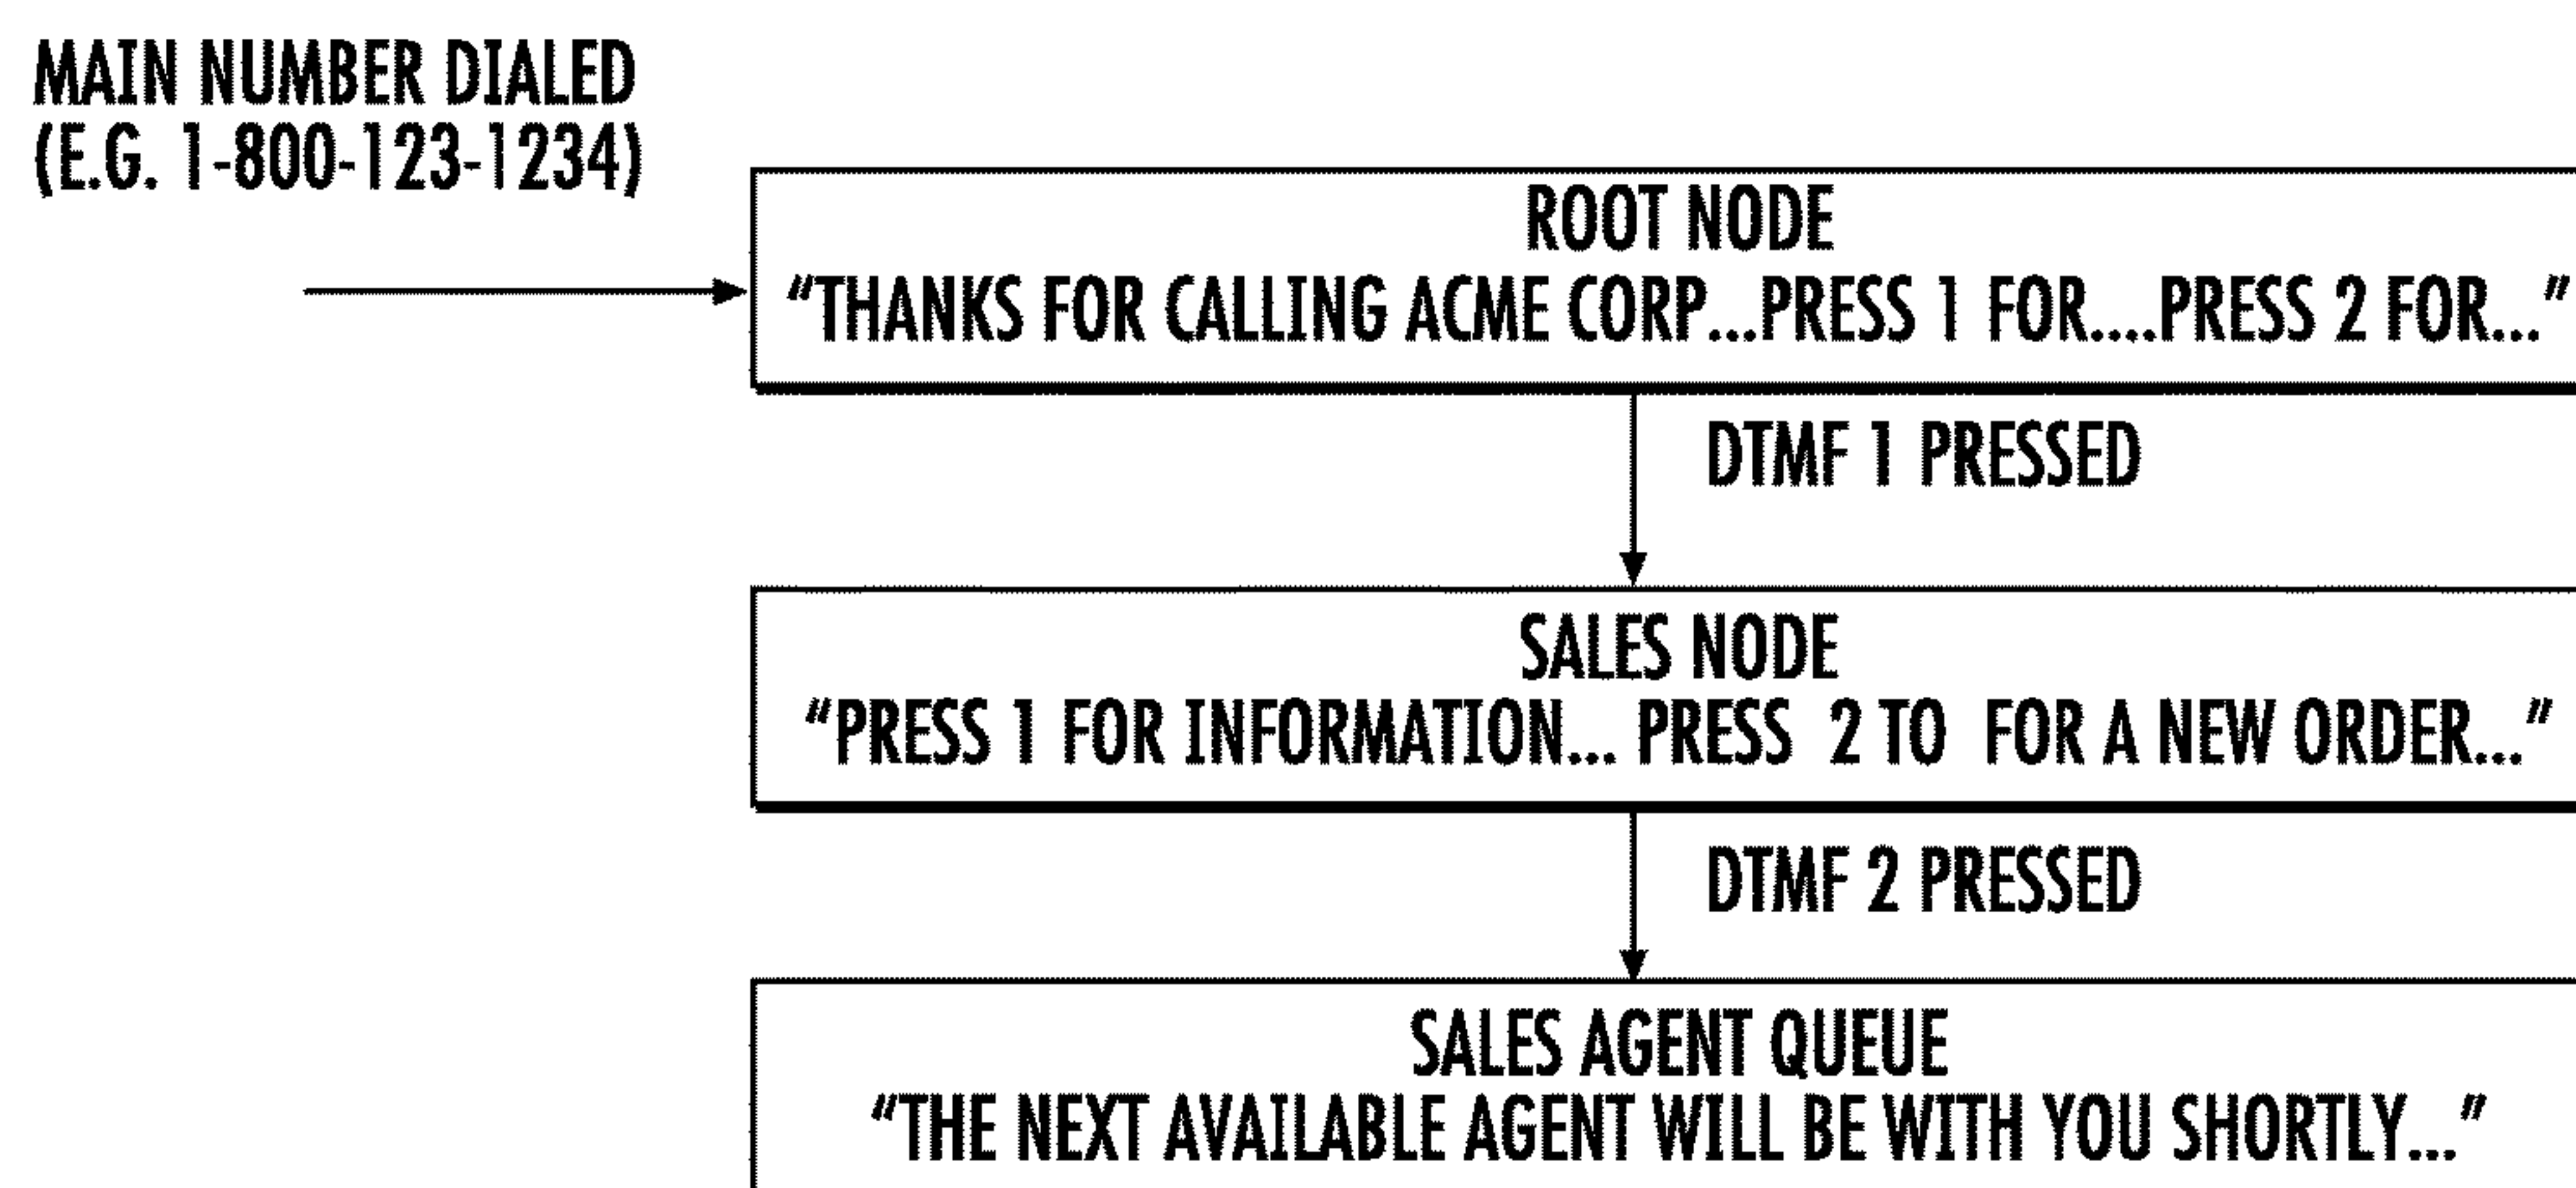 MAIN NUMBER DIALED
(E.G. 1-800-123-1234)
ROOT NODE
"THANKS FOR CALLING ACME CORP...PRESS 1 FOR....PRESS 2 FOR..."
DTMF 1 PRESSED
SALES NODE
"PRESS 1 FOR INFORMATION... PRESS 2 TO FOR A NEW ORDER..."
DTMF 2 PRESSED
SALES AGENT QUEUE
"THE NEXT AVAILABLE AGENT WILL BE WITH YOU SHORTLY..."